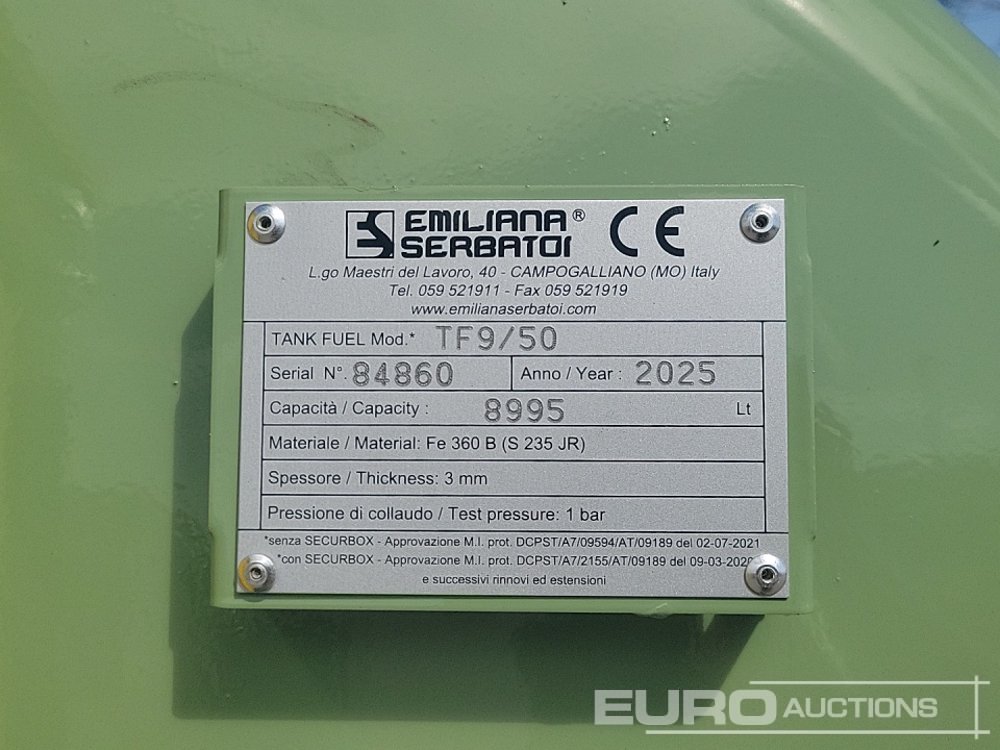 EMILIANA®
SERBATOI
CE
L.go Maestri del Lavoro, 40 - CAMPOGALLIANO (MO) Italy
Tel. 059 521911 - Fax 059 521919
www.emilianaserbatoi.com
TANK FUEL Mod.* TF9/50
Serial N°. 84860 Anno / Year : 2025
Capacità / Capacity : 8995 Lt
Materiale / Material: Fe 360 B (S 235 JR)
Spessore / Thickness: 3 mm
Pressione di collaudo / Test pressure: 1 bar
*senza SECURBOX - Approvazione M.I. prot. DCPST/A7/09594/AT/09189 del 02-07-2021
*con SECURBOX - Approvazione M.I. prot. DCPST/A7/2155/AT/09189 del 09-03-2020
e successivi rinnovi ed estensioni
EURO AUCTIONS